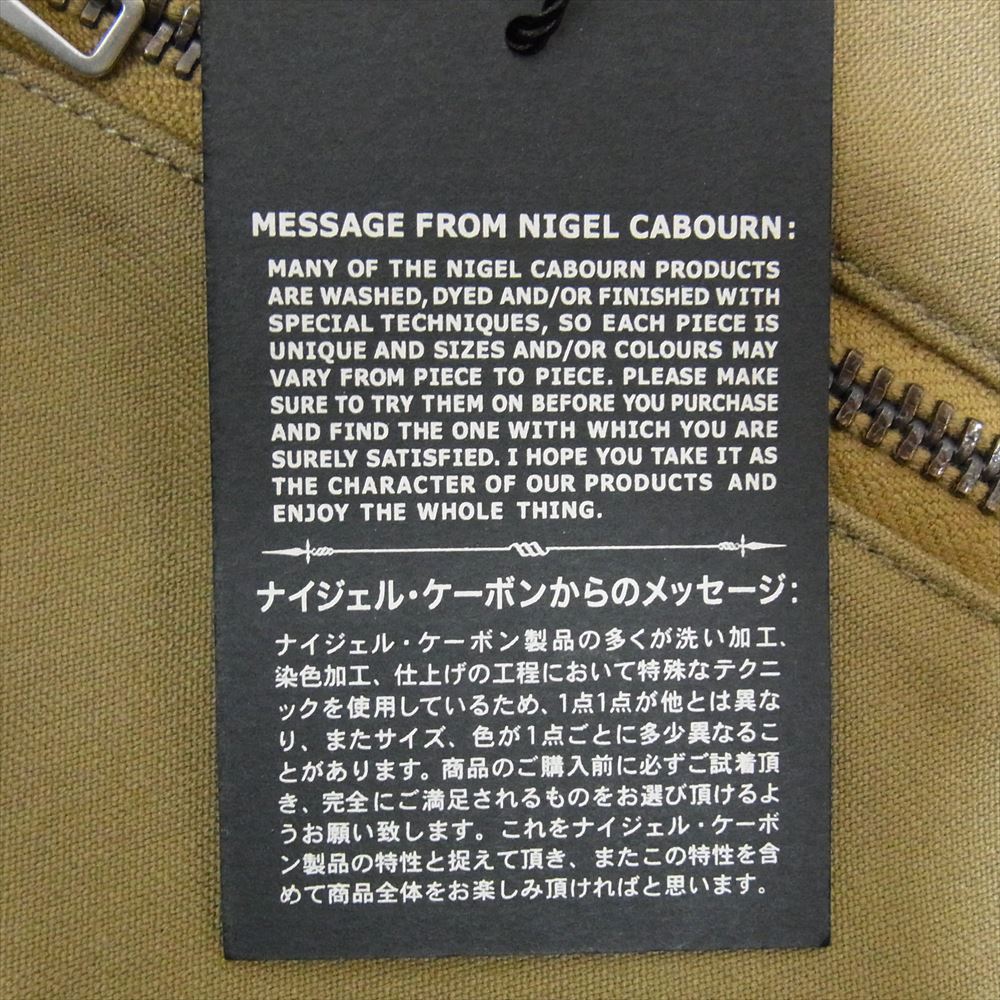 MESSAGE FROM NIGEL CABOURN:
MANY OF THE NIGEL CABOURN PRODUCTS
ARE WASHED, DYED AND/OR FINISHED WITH
SPECIAL TECHNIQUES, SO EACH PIECE IS
UNIQUE AND SIZES AND/OR COLOURS MAY
VARY FROM PIECE TO PIECE. PLEASE MAKE
SURE TO TRY THEM ON BEFORE YOU PURCHASE
AND FIND THE ONE WITH WHICH YOU ARE
SURELY SATISFIED. I HOPE YOU TAKE IT AS
THE CHARACTER OF OUR PRODUCTS AND
ENJOY THE WHOLE THING.
ナイジェル・ケーボンからのメッセージ:
ナイジェル・ケーボン製品の多くが洗い加工、
染色加工、仕上げの工程において特殊なテクニ
ックを使用しているため、1点1点が他とは異な
り、またサイズ、色が1点ごとに多少異なるこ
とがあります。商品のご購入前に必ずご試着頂
き、完全にご満足されるものをお選び頂けるよ
うお願い致します。これをナイジェル・ケーボ
ン製品の特性と捉えて頂き、またこの特性を含
めて商品全体をお楽しみ頂ければと思います。